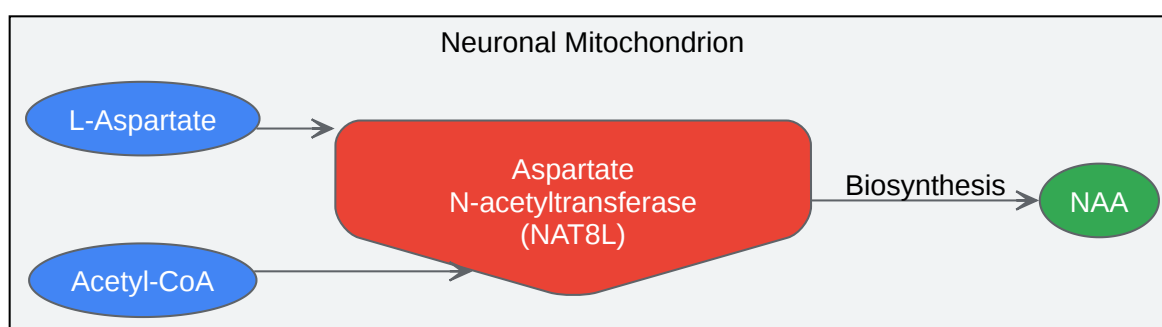 Neuronal Mitochondrion
L-Aspartate
Aspartate
N-acetyltransferase
(NAT8L)
Biosynthesis
NAA
Acetyl-CoA